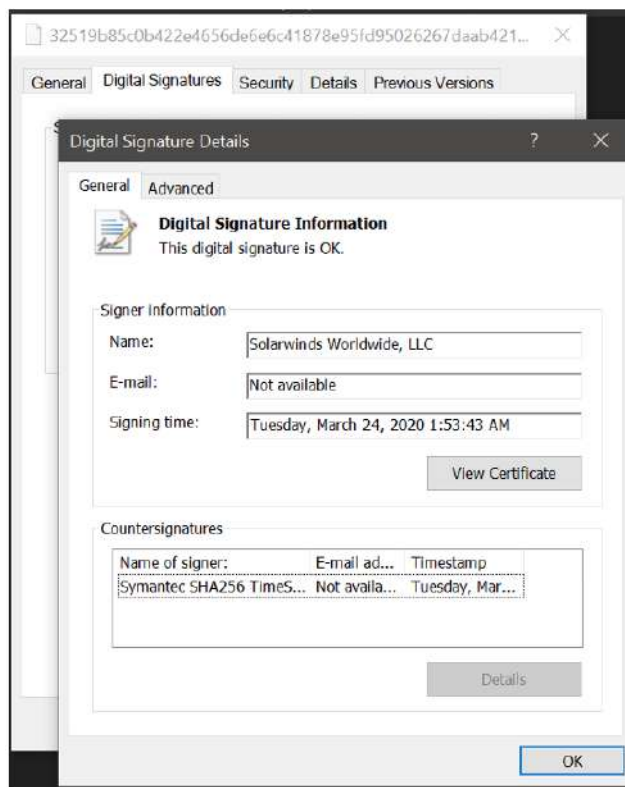 32519b85c0b422e4656de6e6c41878e95fd95026267daab421...
General Digital Signatures Security Details Previous Versions
Digital Signature Details ?
General Advanced
Digital Signature Information
This digital signature is OK.
Signer information
Name: Solarwinds Worldwide, LLC
E-mail: Not available
Signing time: Tuesday, March 24, 2020 1:53:43 AM
View Certificate
Countersignatures
Name of signer: E-mail ad... Timestamp
Symantec SHA256 TimeS... Not availa... Tuesday, Mar...
Details
OK